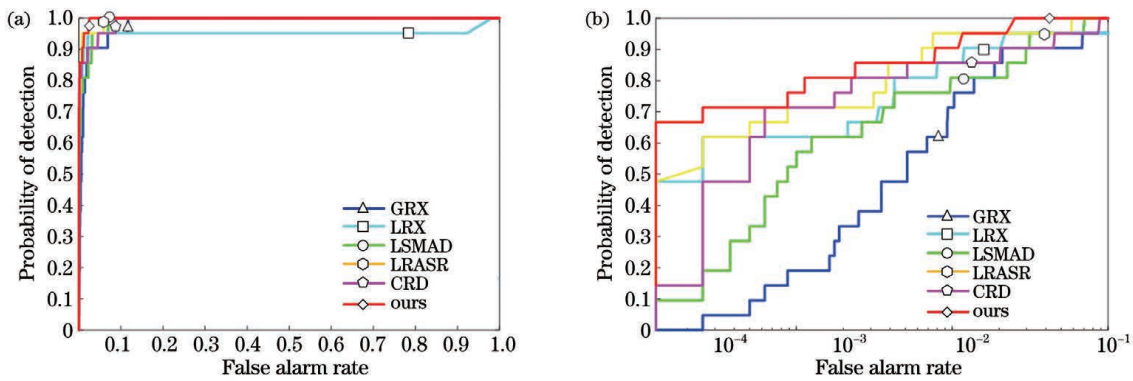 (a)
1.0
0.9
0.8
0.7
0.6
0.5
0.4
0.3
0.2
0.1
0
Probability of detection
GRX
LRX
LSMAD
LRASR
CRD
ours
0.1 0.2 0.3 0.4 0.5 0.6 0.7 0.8 0.9 1.0
False alarm rate
(b)
1.0
0.9
0.8
0.7
0.6
0.5
0.4
0.3
0.2
0.1
0
Probability of detection
GRX
LRX
LSMAD
LRASR
CRD
ours
10⁻⁴ 10⁻³ 10⁻² 10⁻¹
False alarm rate